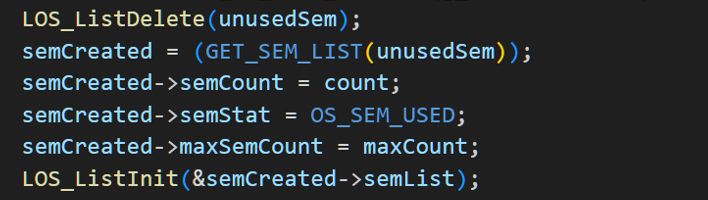 LOS_ListDelete(unusedSem);
semCreated = (GET_SEM_LIST(unusedSem));
semCreated->semCount = count;
semCreated->semStat = OS_SEM_USED;
semCreated->maxSemCount = maxCount;
LOS_ListInit(&semCreated->semList);